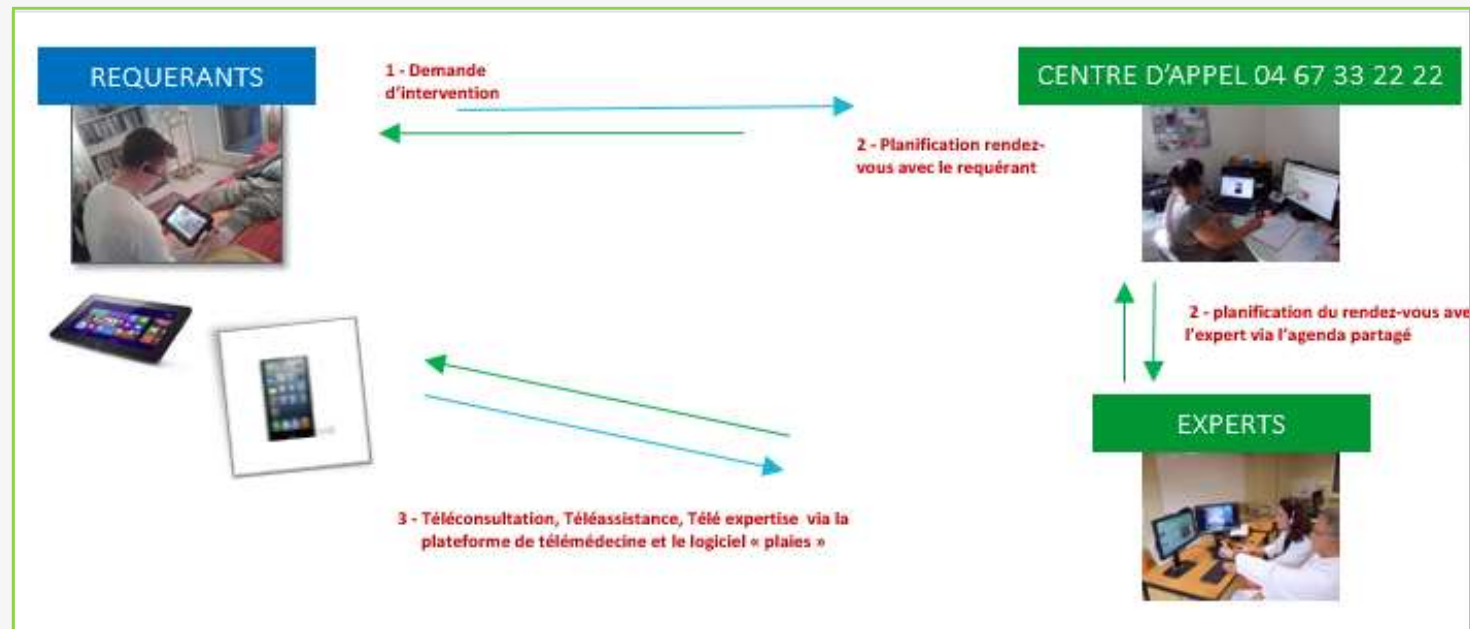 REQUERANTS
1 - Demande
d'intervention
CENTRE D'APPEL 04 67 33 22 22
2 - Planification rendez-
vous avec le requérant
2 - planification du rendez-vous ave
l'expert via l'agenda partagé
EXPERTS
3 - Téléconsultation, Téléassistance, Télé expertise via la
plateforme de télémédecine et le logiciel « plaies »